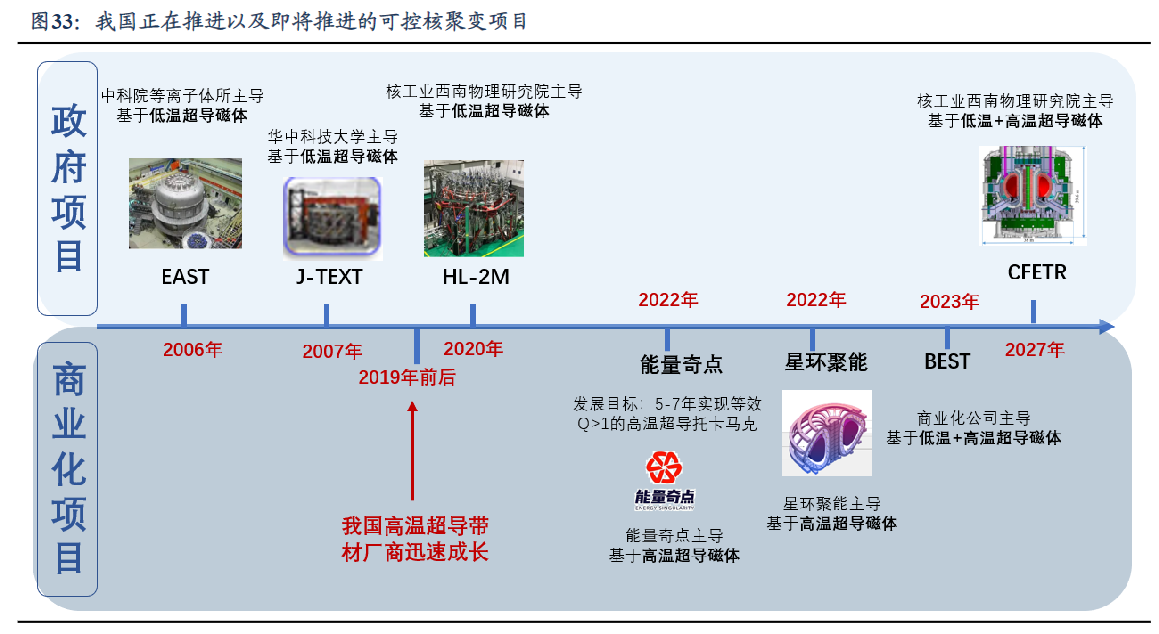 图33：我国正在推进以及即将推进的可控核聚变项目
政府项目
中科院等离子体所主导
基于低温超导磁体
EAST
2006年
华中科技大学主导
基于低温超导磁体
J-TEXT
2007年
核工业西南物理研究院主导
基于低温超导磁体
HL-2M
2020年
核工业西南物理研究院主导
基于低温+高温超导磁体
CFETR
2027年
商业化项目
2019年前后
我国高温超导带
材厂商迅速成长
2022年
能量奇点
发展目标：5-7年实现等效
Q>1的高温超导托卡马克
能量奇点
ENERGY SINGULARITY
能量奇点主导
基于高温超导磁体
2022年
星环聚能
星环聚能主导
基于高温超导磁体
2023年
BEST
商业化公司主导
基于低温+高温超导磁体